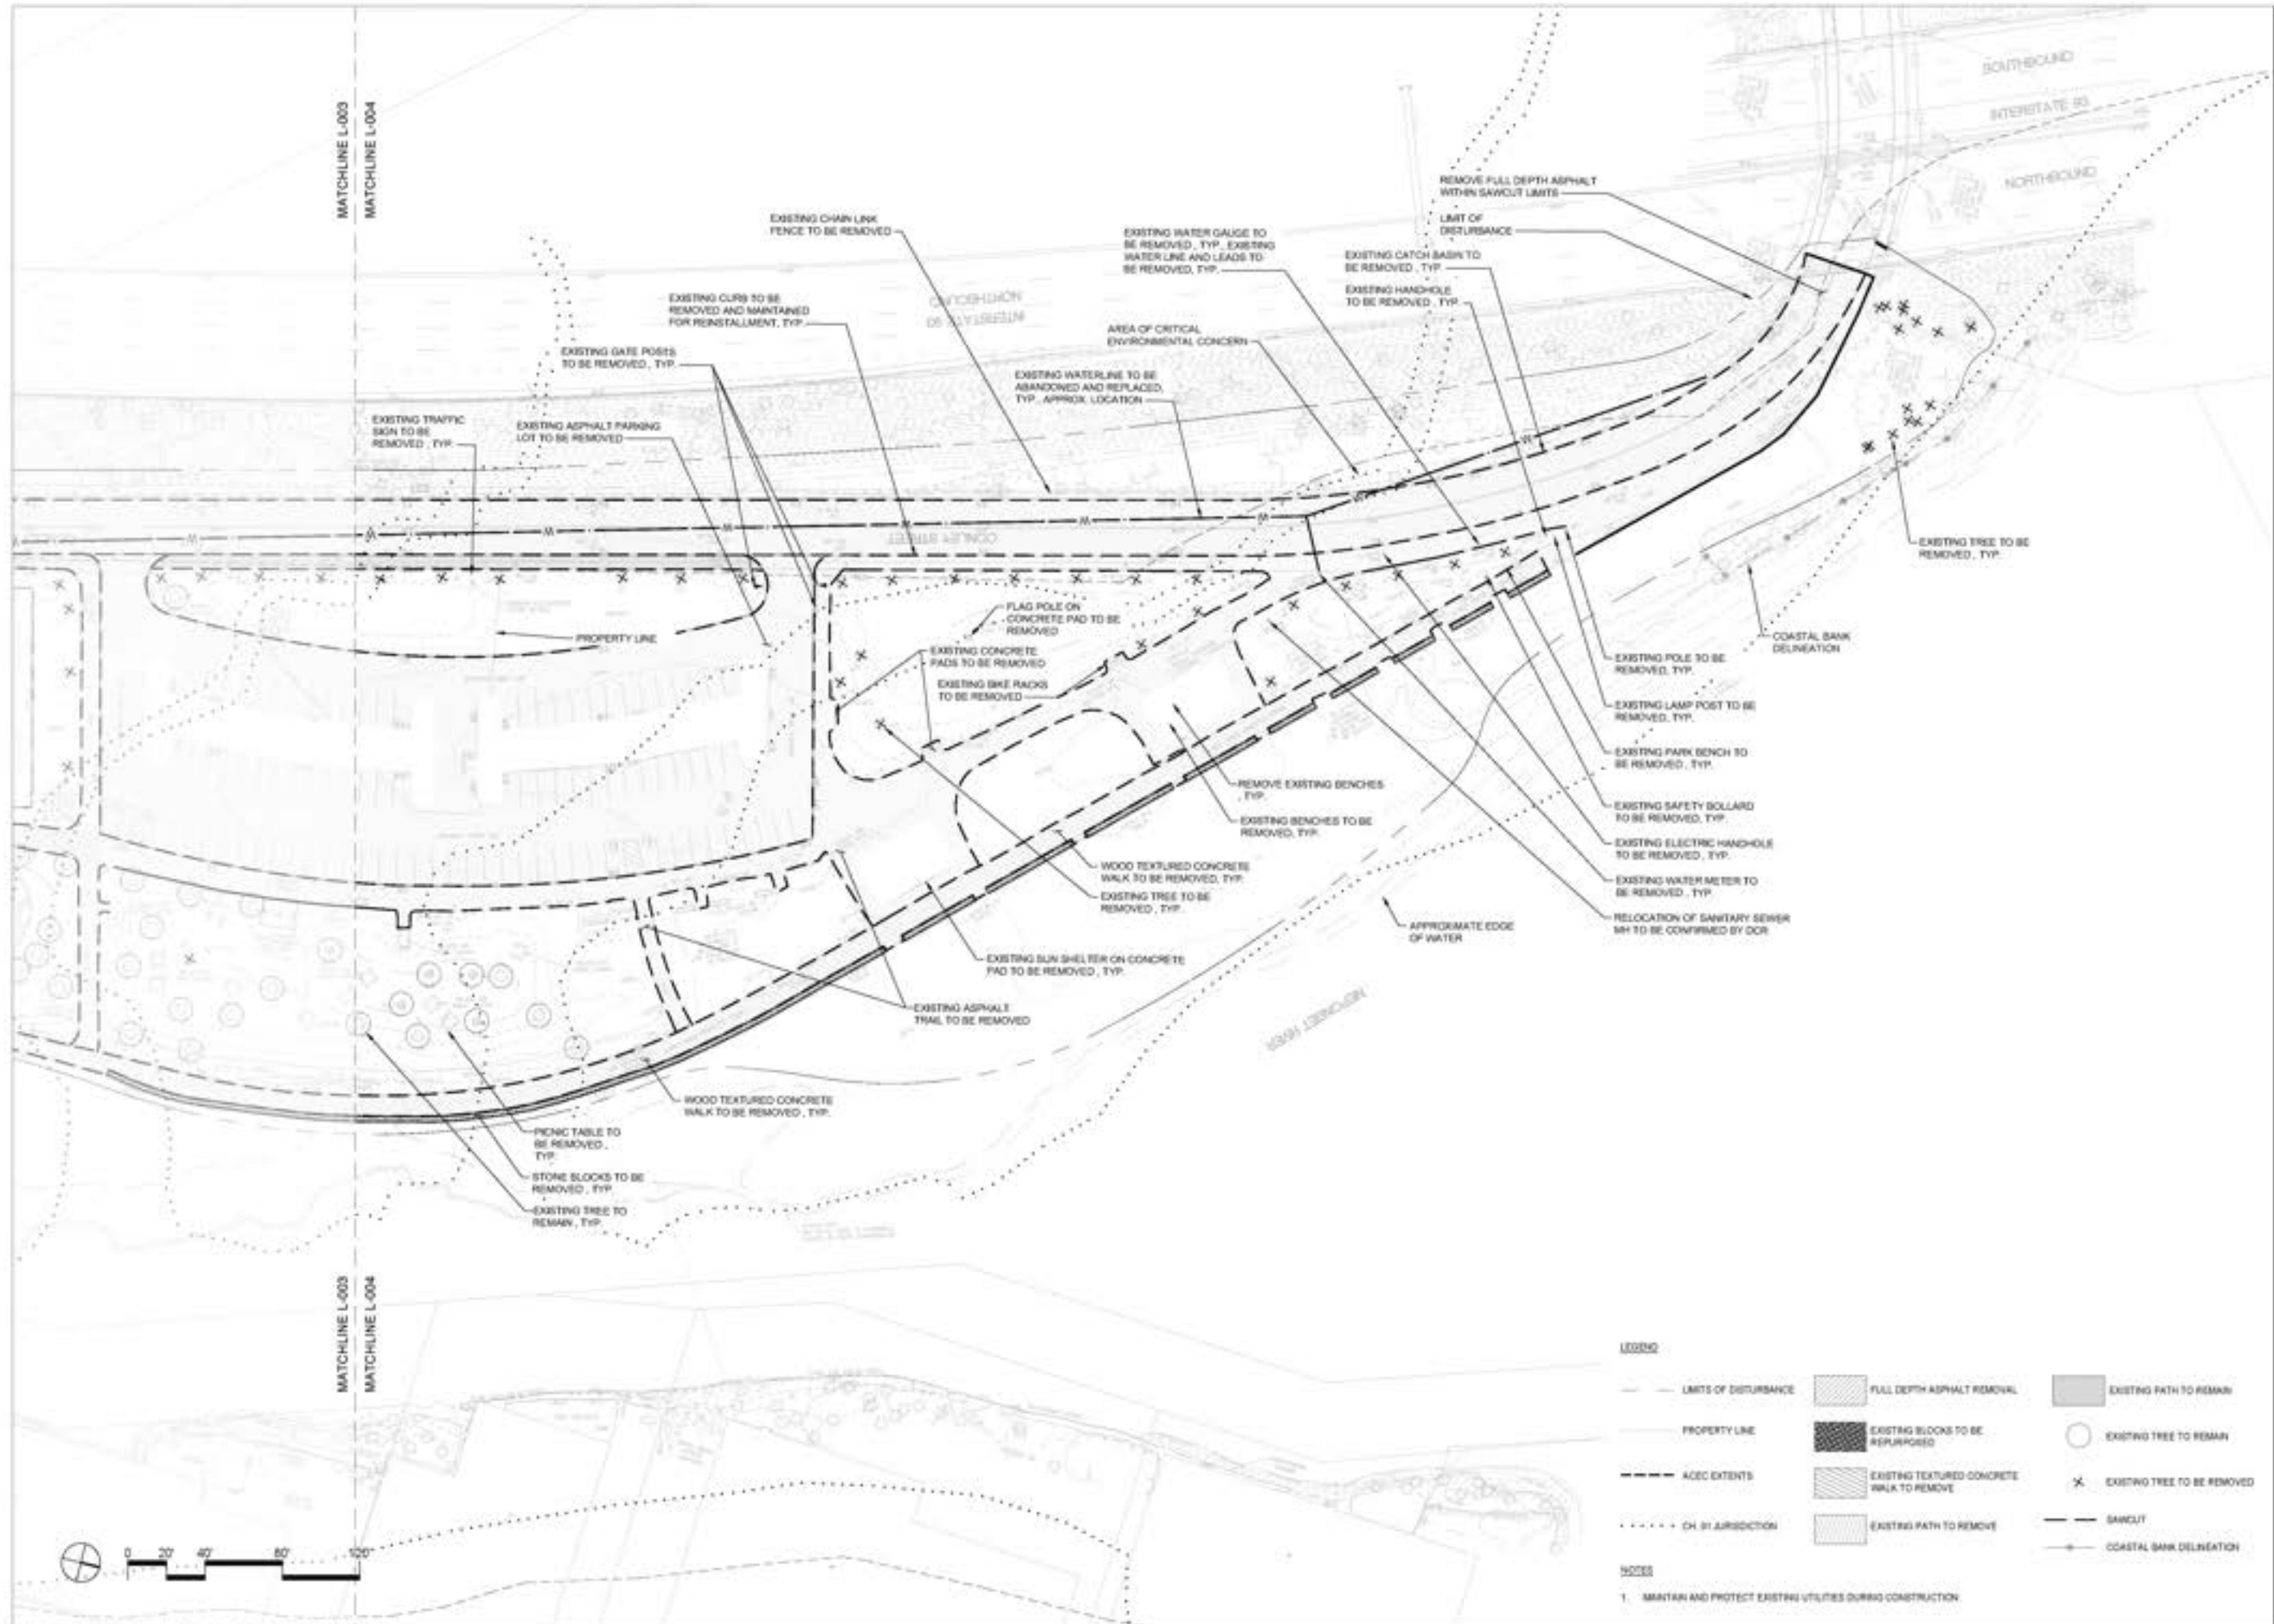 SOUTHBOUND
INTERSTATE 93
NORTHBOUND
MATCHLINE L-003
MATCHLINE L-004
REMOVE FULL DEPTH ASPHALT
WITHIN SAWCUT LIMITS
LIMIT OF
DISTURBANCE
EXISTING CHAIN LINK
FENCE TO BE REMOVED
EXISTING WATER GAUGE TO
BE REMOVED , TYP., EXISTING
WATER LINE AND LEADS TO
BE REMOVED, TYP.
EXISTING CATCH BASIN TO
BE REMOVED , TYP.
EXISTING HANDHOLE
TO BE REMOVED , TYP.
EXISTING CURB TO BE
REMOVED AND MAINTAINED
FOR REINSTALLMENT, TYP.
NORTHBOUND
INTERSTATE 93
AREA OF CRITICAL
ENVIRONMENTAL CONCERN
EXISTING GATE POSTS
TO BE REMOVED , TYP.
EXISTING WATERLINE TO BE
ABANDONED AND REPLACED,
TYP., APPROX. LOCATION
EXISTING TRAFFIC
SIGN TO BE
REMOVED , TYP.
EXISTING ASPHALT PARKING
LOT TO BE REMOVED
CONLEY STREET
EXISTING TREE TO BE
REMOVED , TYP.
FLAG POLE ON
CONCRETE PAD TO BE
REMOVED
PROPERTY LINE
COASTAL BANK
DELINEATION
EXISTING CONCRETE
PADS TO BE REMOVED
EXISTING BIKE RACKS
TO BE REMOVED
EXISTING POLE TO BE
REMOVED, TYP.
EXISTING LAMP POST TO BE
REMOVED, TYP.
EXISTING PARK BENCH TO
BE REMOVED , TYP.
REMOVE EXISTING BENCHES
, TYP.
EXISTING SAFETY BOLLARD
TO BE REMOVED, TYP.
EXISTING BENCHES TO BE
REMOVED, TYP.
EXISTING ELECTRIC HANDHOLE
TO BE REMOVED , TYP.
WOOD TEXTURED CONCRETE
WALK TO BE REMOVED, TYP.
EXISTING WATER METER TO
BE REMOVED , TYP.
EXISTING TREE TO BE
REMOVED , TYP.
RELOCATION OF SANITARY SEWER
MH TO BE CONFIRMED BY DCR
APPROXIMATE EDGE
OF WATER
EXISTING SUN SHELTER ON CONCRETE
PAD TO BE REMOVED , TYP.
EXISTING ASPHALT
TRAIL TO BE REMOVED
NEPONSET RIVER
WOOD TEXTURED CONCRETE
WALK TO BE REMOVED , TYP.
PICNIC TABLE TO
BE REMOVED ,
TYP.
STONE BLOCKS TO BE
REMOVED , TYP.
EXISTING TREE TO
REMAIN , TYP.
MATCHLINE L-003
MATCHLINE L-004
LEGEND
LIMITS OF DISTURBANCE
FULL DEPTH ASPHALT REMOVAL
EXISTING PATH TO REMAIN
PROPERTY LINE
EXISTING BLOCKS TO BE
REPURPOSED
EXISTING TREE TO REMAIN
ACEC EXTENTS
EXISTING TEXTURED CONCRETE
WALK TO REMOVE
EXISTING TREE TO BE REMOVED
CH. 91 JURISDICTION
EXISTING PATH TO REMOVE
SAWCUT
COASTAL BANK DELINEATION
0 20' 40' 80' 120'
NOTES
1. MAINTAIN AND PROTECT EXISTING UTILITIES DURING CONSTRUCTION